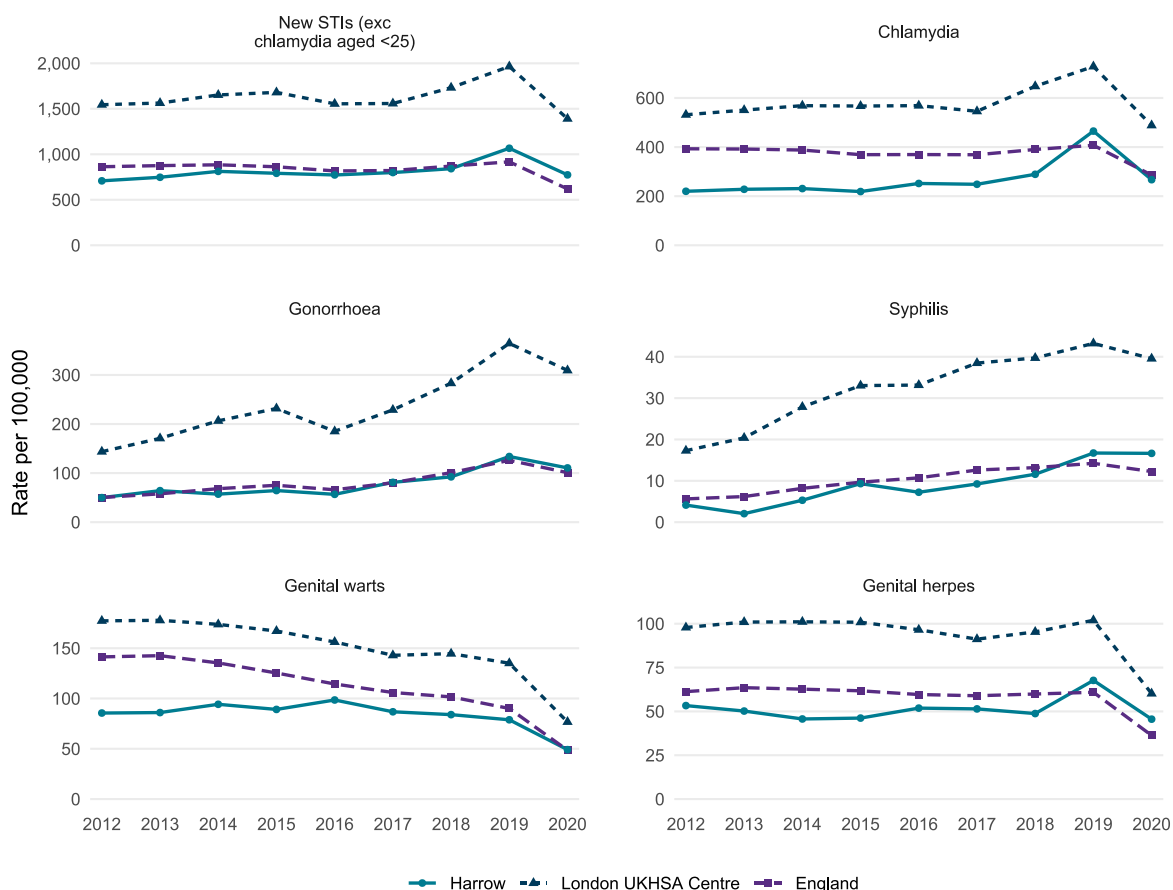 New STIs (exc
chlamydia aged <25)
Chlamydia
2,000
1,500
1,000
500
0
600
400
200
0
Gonorrhoea
Syphilis
Rate per 100,000
300
200
100
0
40
30
20
10
0
Genital warts
Genital herpes
150
100
50
0
100
75
50
25
0
2012 2013 2014 2015 2016 2017 2018 2019 2020
2012 2013 2014 2015 2016 2017 2018 2019 2020
Harrow London UKHSA Centre England